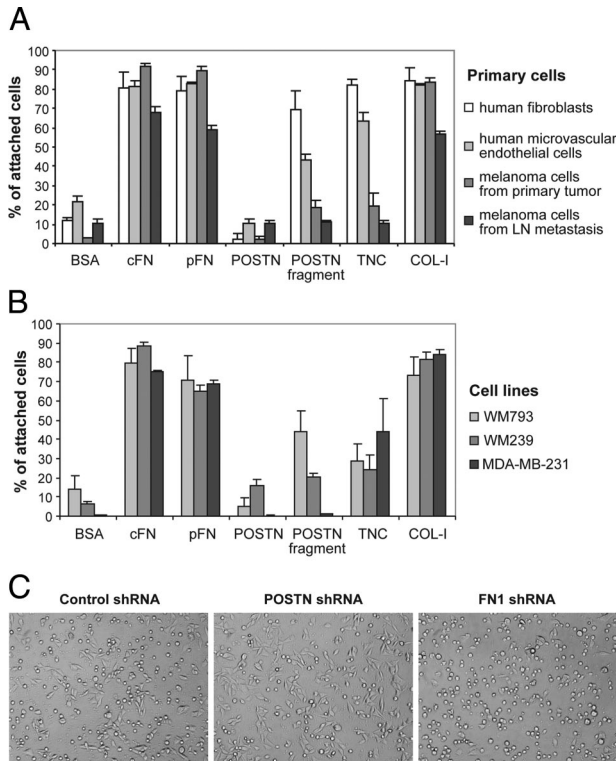 A
100
90
80
70
60
50
40
30
20
10
0
% of attached cells
BSA
cFN
pFN
POSTN
POSTN
fragment
TNC
COL-I
Primary cells
human fibroblasts
human microvascular
endothelial cells
melanoma cells
from primary tumor
melanoma cells
from LN metastasis
B
100
90
80
70
60
50
40
30
20
10
0
% of attached cells
BSA
cFN
pFN
POSTN
POSTN
fragment
TNC
COL-I
Cell lines
WM793
WM239
MDA-MB-231
C
Control shRNA
POSTN shRNA
FN1 shRNA